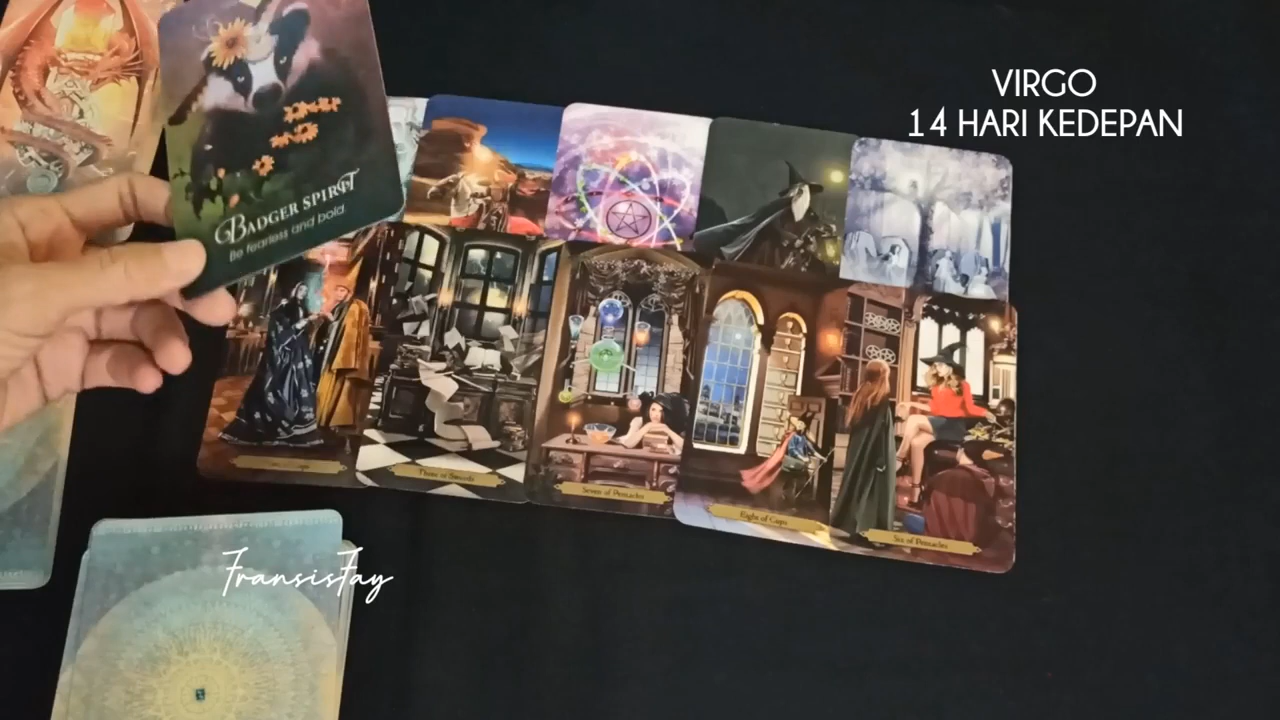 VIRGO
14 HARI KEDEPAN
BADGER SPIRIT
Be fearless and bold.
Three of Swords
Seven of Pentacles
Eight of Cups
Six of Pentacles
FransisFay